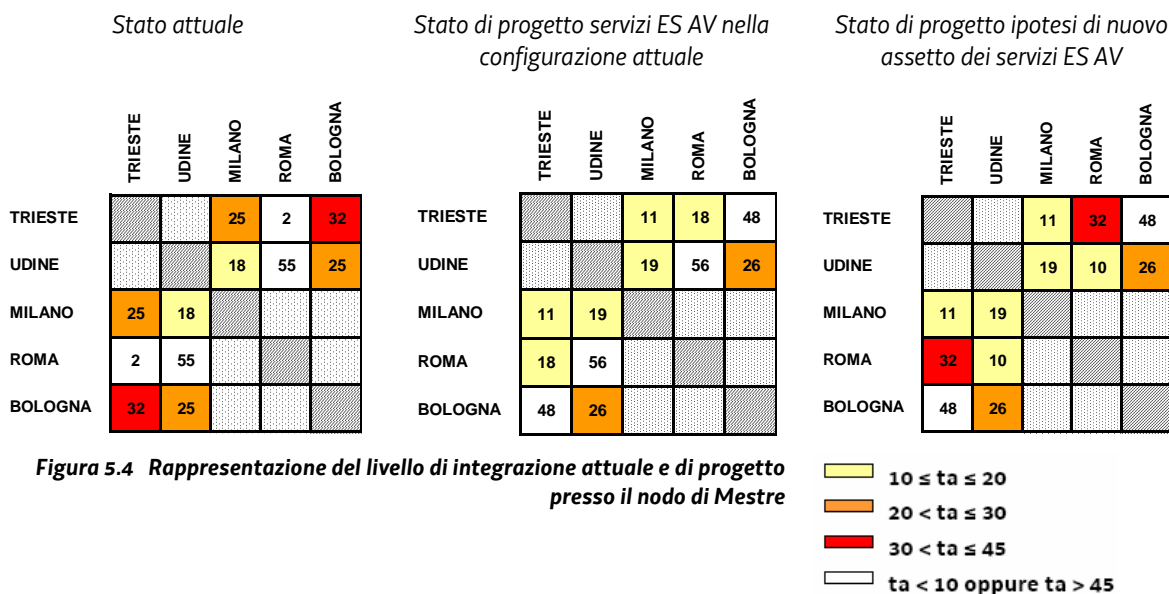 Stato attuale
Stato di progetto servizi ES AV nella
configurazione attuale
Stato di progetto ipotesi di nuovo
assetto dei servizi ES AV
TRIESTE UDINE MILANO ROMA BOLOGNA
TRIESTE 25 2 32
UDINE 18 55 25
MILANO 25 18
ROMA 2 55
BOLOGNA 32 25
TRIESTE UDINE MILANO ROMA BOLOGNA
TRIESTE 11 18 48
UDINE 19 56 26
MILANO 11 19
ROMA 18 56
BOLOGNA 48 26
TRIESTE UDINE MILANO ROMA BOLOGNA
TRIESTE 11 32 48
UDINE 19 10 26
MILANO 11 19
ROMA 32 10
BOLOGNA 48 26
Figura 5.4 Rappresentazione del livello di integrazione attuale e di progetto
presso il nodo di Mestre
10 ≤ ta ≤ 20
20 < ta ≤ 30
30 < ta ≤ 45
ta < 10 oppure ta > 45